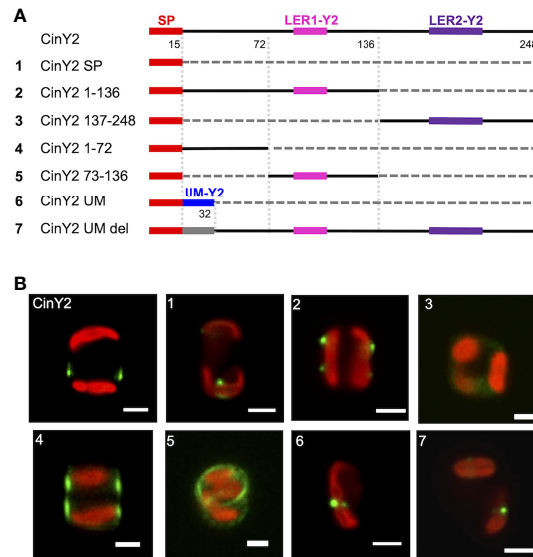 A
SP LER1-Y2 LER2-Y2
CinY2
15 72 136 248
1 CinY2 SP
2 CinY2 1-136
3 CinY2 137-248
4 CinY2 1-72
5 CinY2 73-136
UM-Y2
6 CinY2 UM
32
7 CinY2 UM del
B
CinY2 1 2 3
4 5 6 7